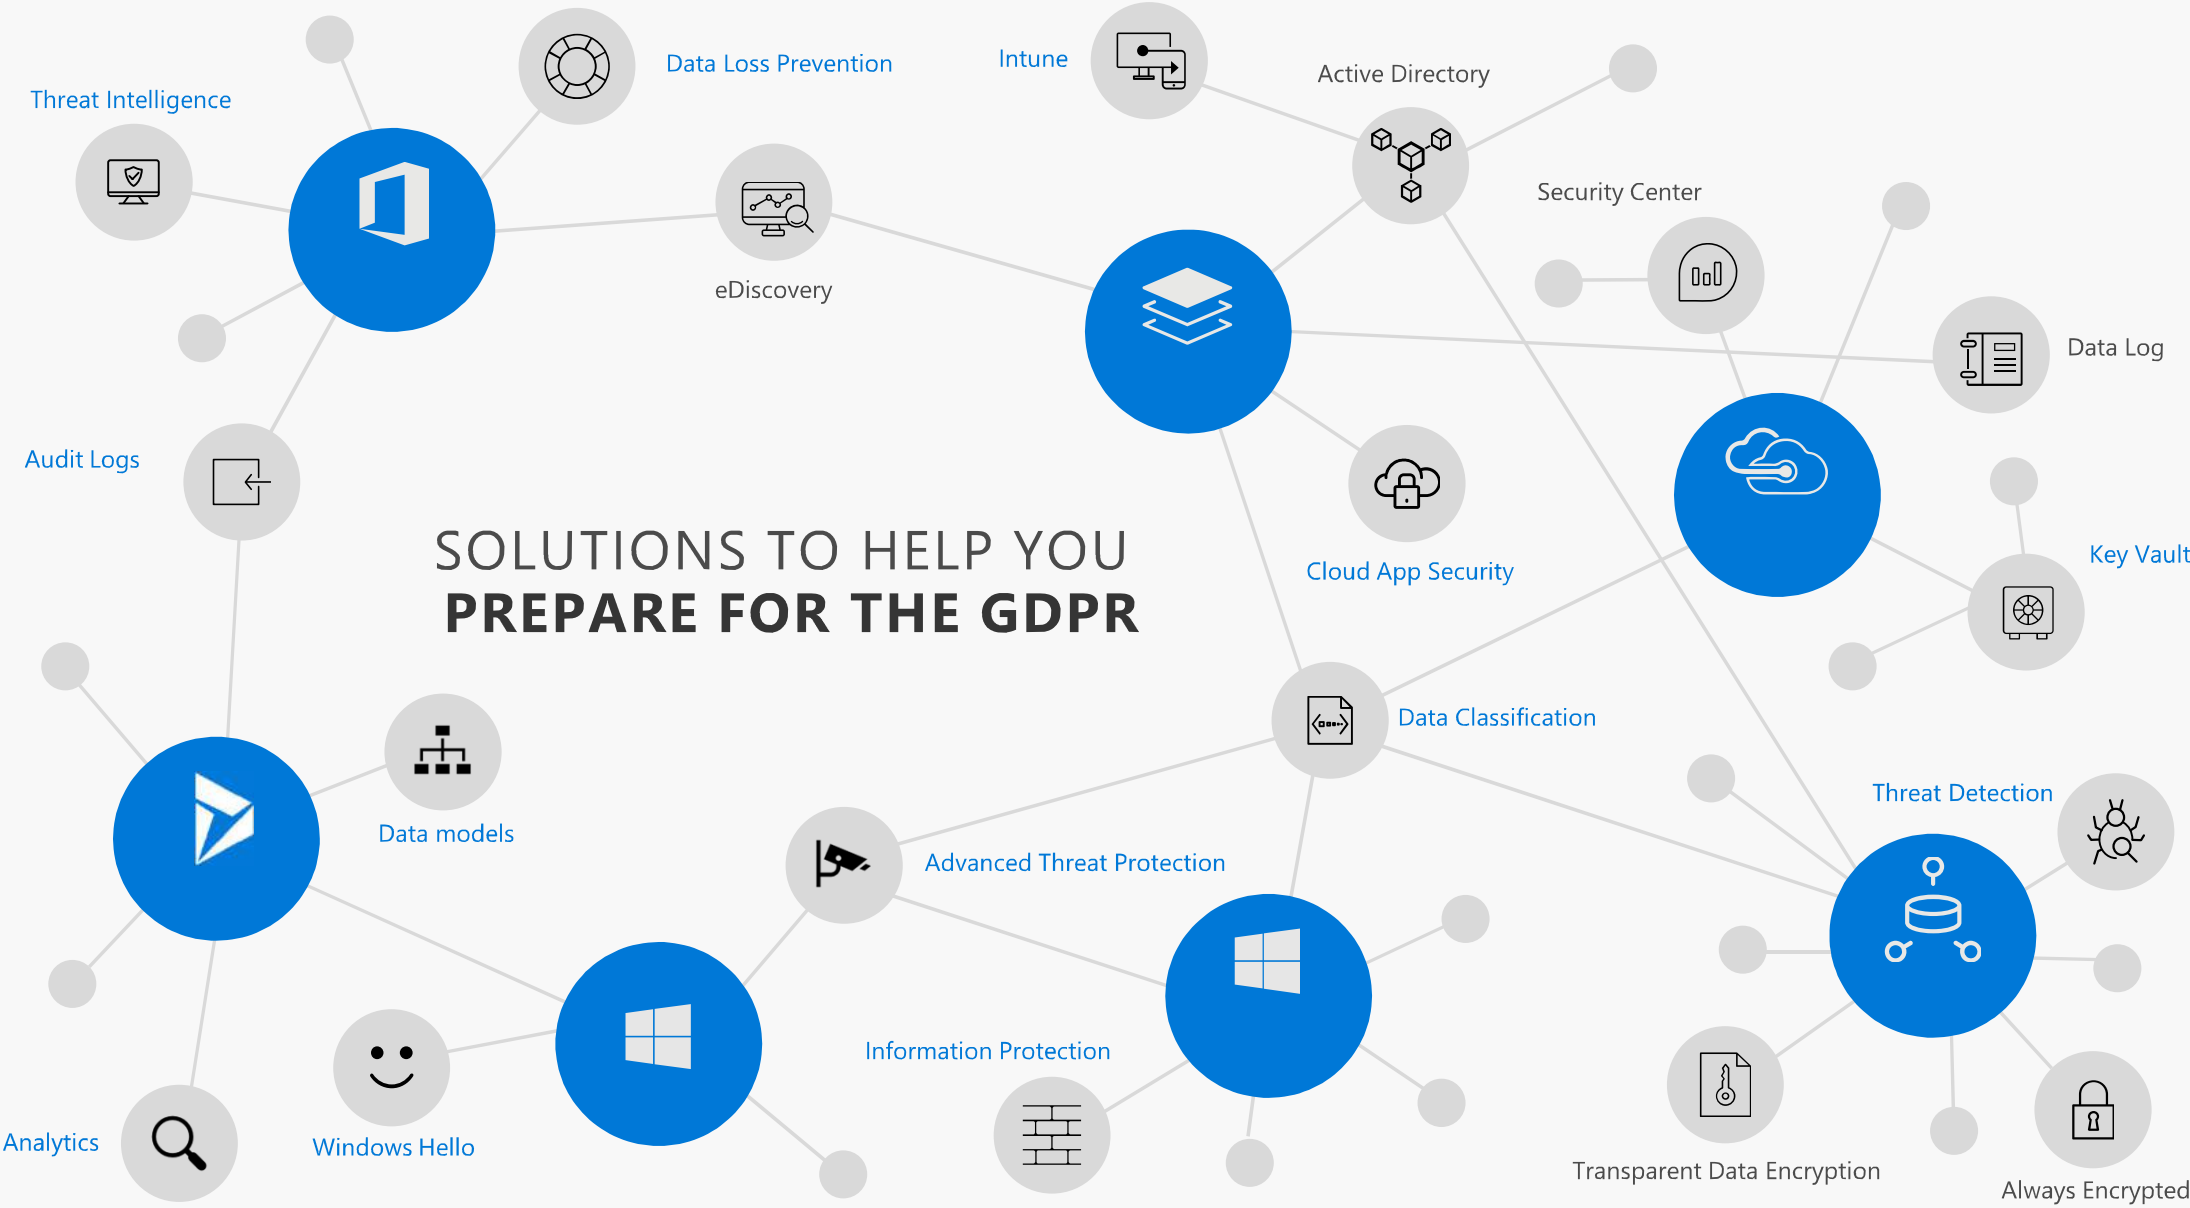 Data Loss Prevention
Intune
Active Directory
Threat Intelligence
Security Center
eDiscovery
Data Log
Audit Logs
SOLUTIONS TO HELP YOU
PREPARE FOR THE GDPR
Cloud App Security
Key Vault
Data Classification
Threat Detection
Data models
Advanced Threat Protection
Information Protection
Analytics
Windows Hello
Transparent Data Encryption
Always Encrypted